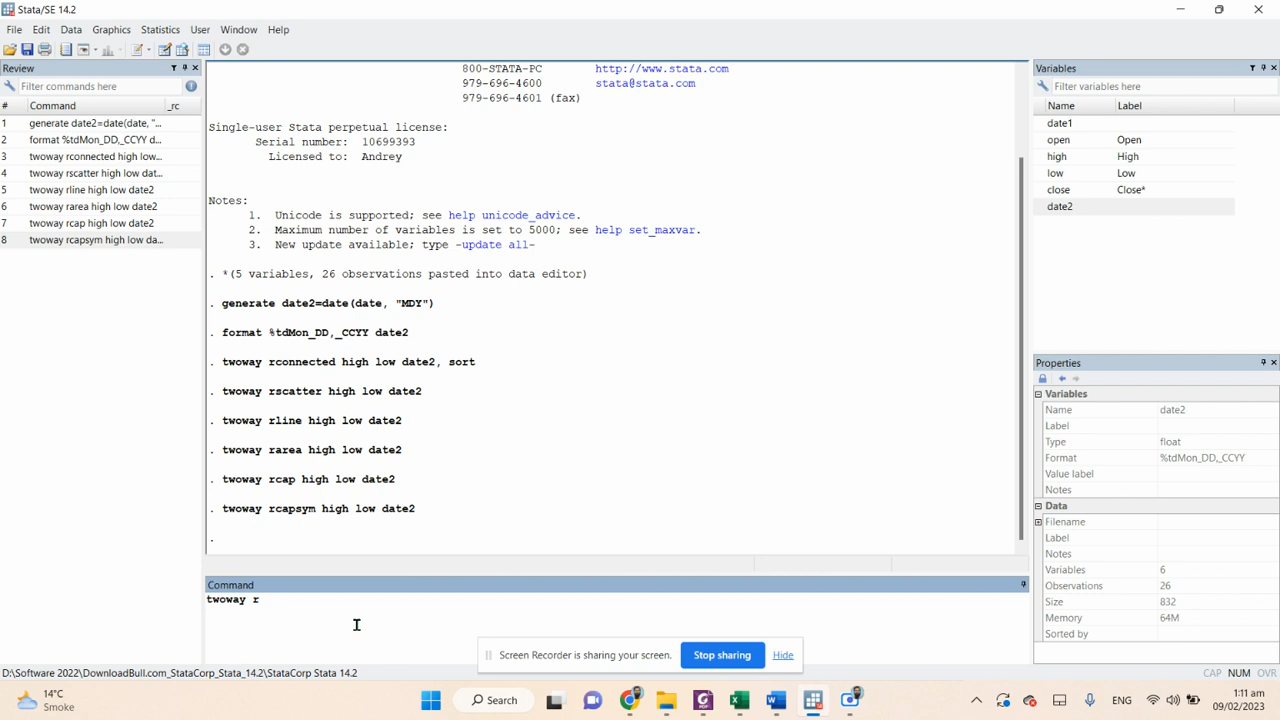 Stata/SE 14.2
File Edit Data Graphics Statistics User Window Help
Review
Filter commands here
# Command _rc
1 generate date2=date(date, "...
2 format %tdMon_DD,_CCYY d...
3 twoway rconnected high low...
4 twoway rscatter high low dat...
5 twoway rline high low date2
6 twoway rarea high low date2
7 twoway rcap high low date2
8 twoway rcapsym high low da...
800-STATA-PC http://www.stata.com
979-696-4600 stata@stata.com
979-696-4601 (fax)
Single-user Stata perpetual license:
Serial number: 10699393
Licensed to: Andrey
Notes:
1. Unicode is supported; see help unicode_advice.
2. Maximum number of variables is set to 5000; see help set_maxvar.
3. New update available; type -update all-
. *(5 variables, 26 observations pasted into data editor)
. generate date2=date(date, "MDY")
. format %tdMon_DD,_CCYY date2
. twoway rconnected high low date2, sort
. twoway rscatter high low date2
. twoway rline high low date2
. twoway rarea high low date2
. twoway rcap high low date2
. twoway rcapsym high low date2
.
Command
twoway r
Variables
Filter variables here
Name Label
date1
open Open
high High
low Low
close Close*
date2
Properties
Variables
Name date2
Label
Type float
Format %tdMon_DD,_CCYY
Value label
Notes
Data
Filename
Label
Notes
Variables 6
Observations 26
Size 832
Memory 64M
Sorted by
Screen Recorder is sharing your screen. Stop sharing Hide
D:\Software 2022\DownloadBull.com_StataCorp_Stata_14.2\StataCorp Stata 14.2
CAP NUM OVR
14°C
Smoke
Search
ENG
1:11 am
09/02/2023